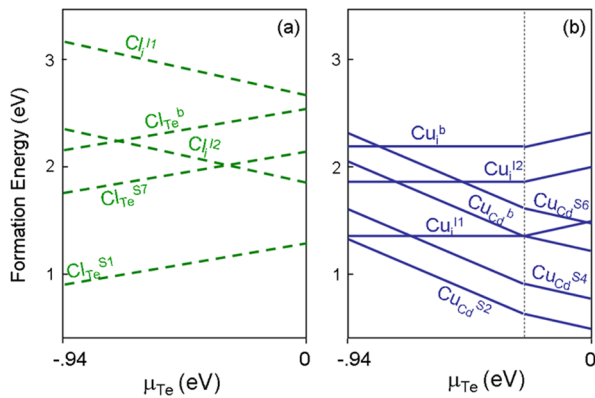 (a)
(b)
Formation Energy (eV)
3
2
1
Cl_i^I1
Cl_Te^b
Cl_i^I2
Cl_Te^S7
Cl_Te^S1
-.94
0
μ_Te (eV)
3
2
1
Cu_i^b
Cu_i^I2
Cu_Cd^S6
Cu_Cd^b
Cu_i^I1
Cu_Cd^S4
Cu_Cd^S2
-.94
0
μ_Te (eV)